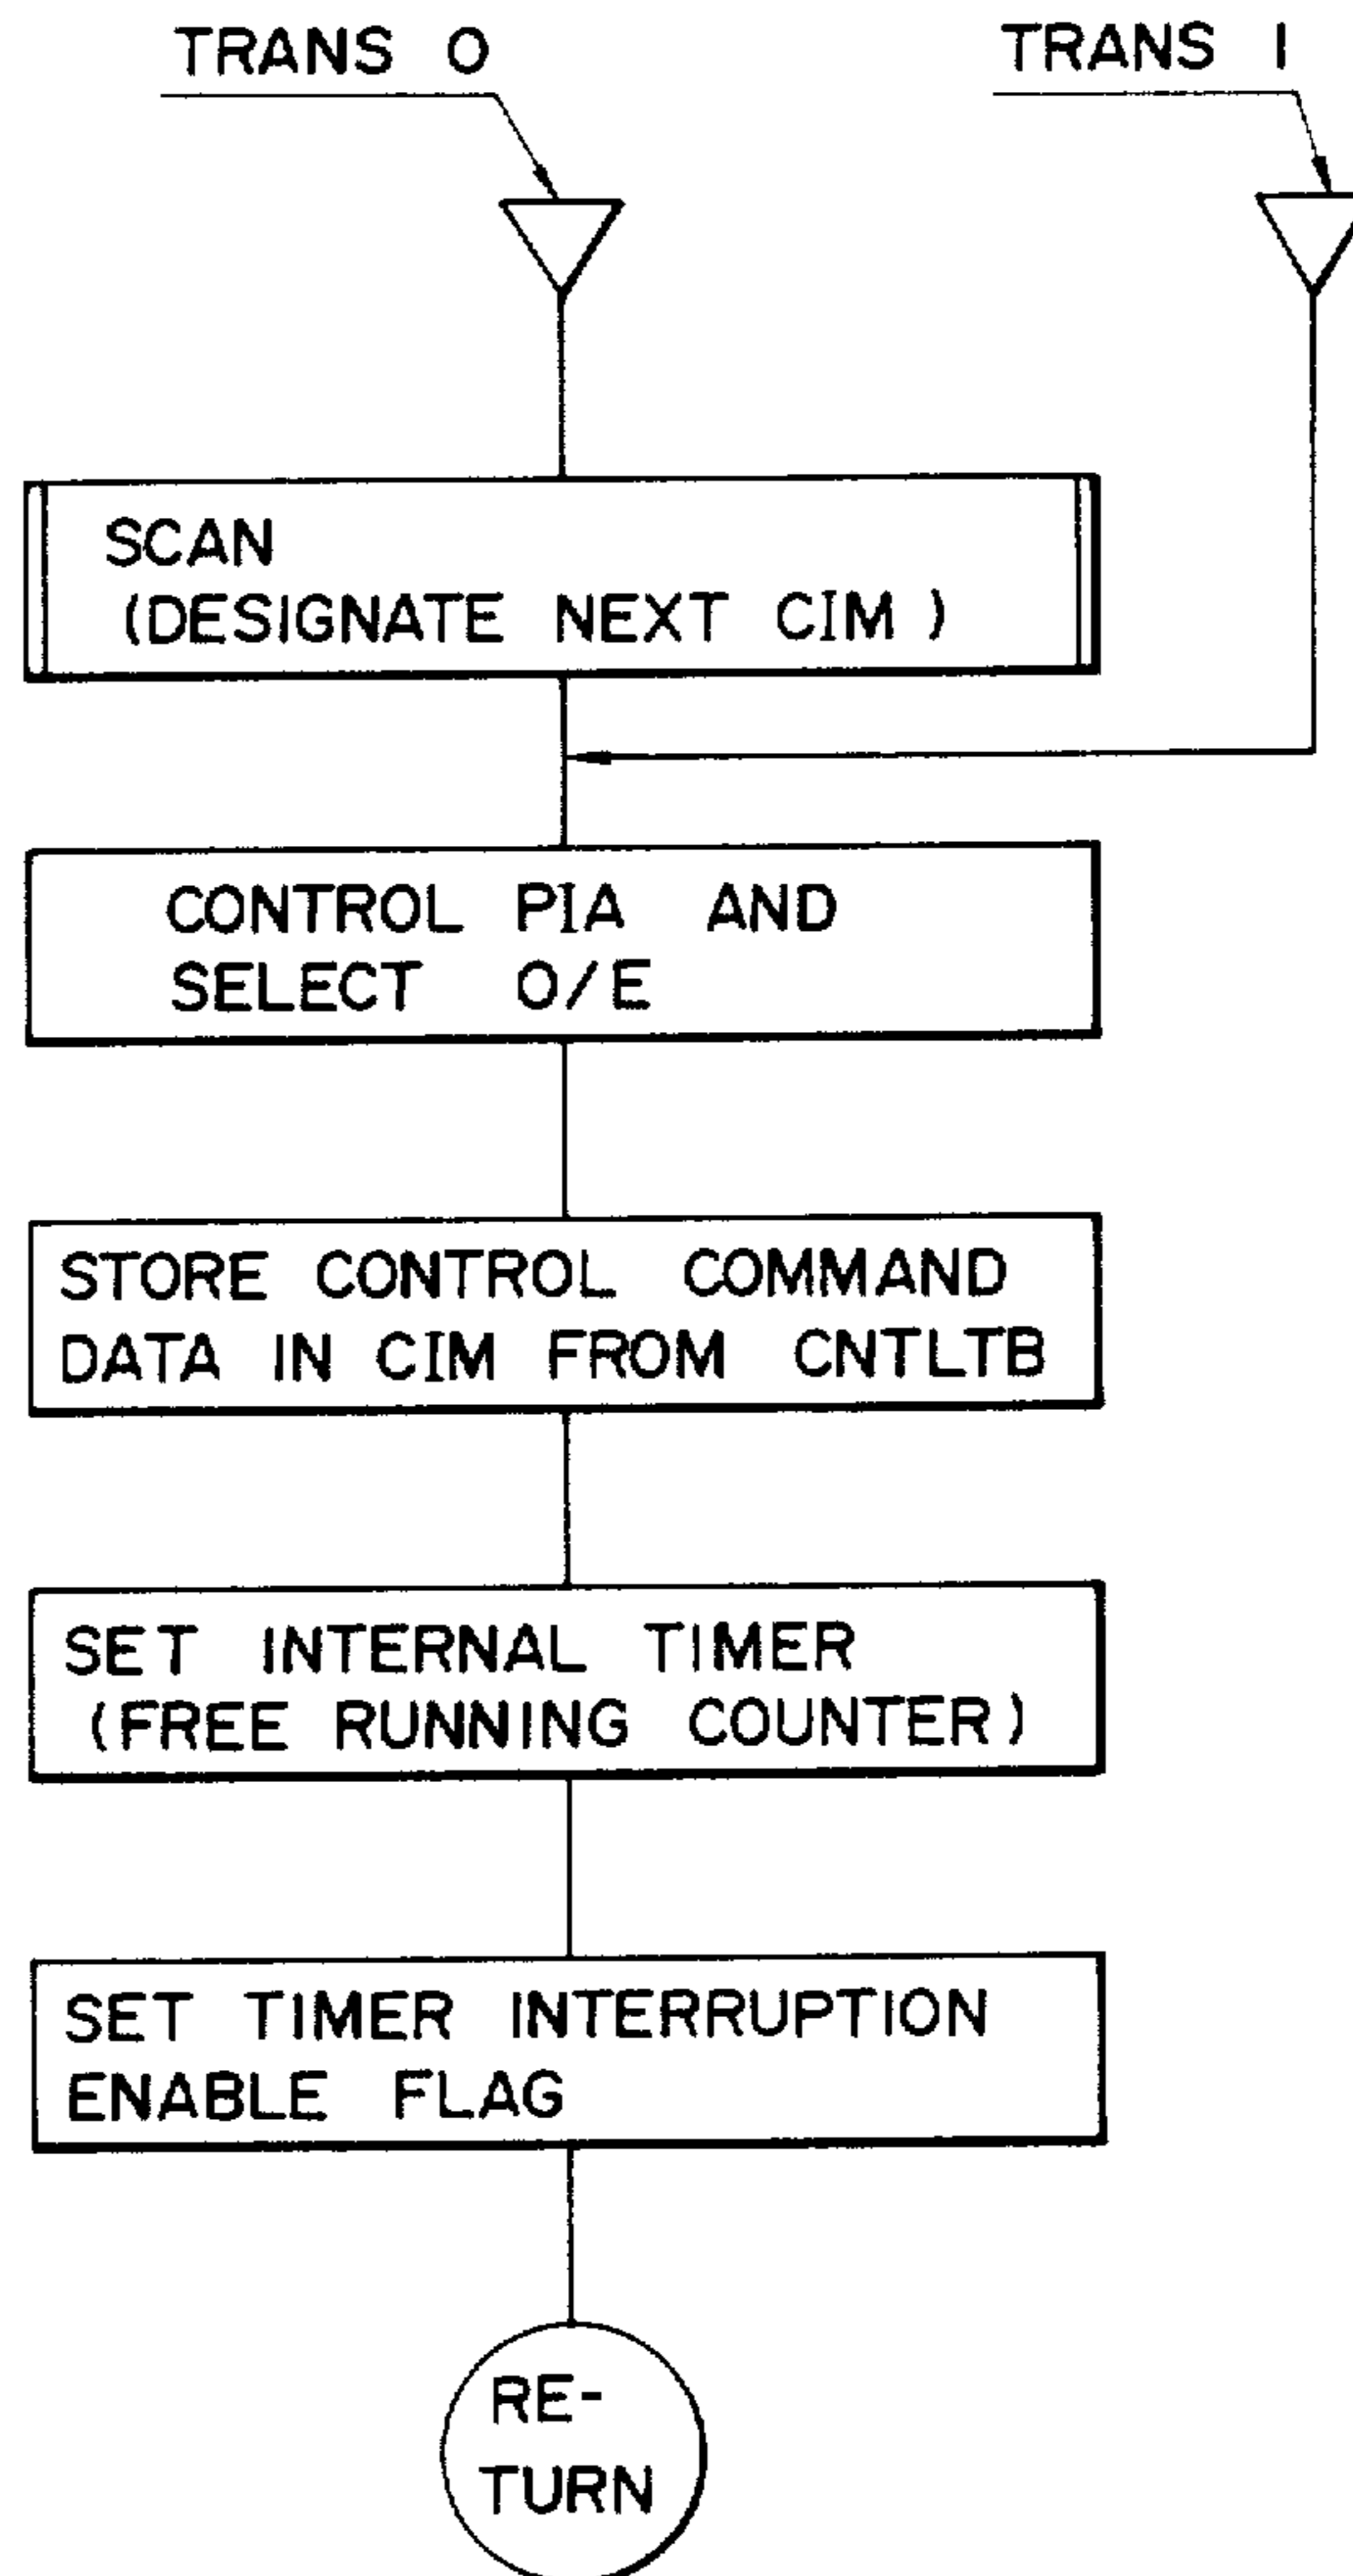 TRANS 0
TRANS 1
SCAN
(DESIGNATE NEXT CIM)
CONTROL PIA AND
SELECT O/E
STORE CONTROL COMMAND
DATA IN CIM FROM CNTLTB
SET INTERNAL TIMER
(FREE RUNNING COUNTER)
SET TIMER INTERRUPTION
ENABLE FLAG
RE-
TURN